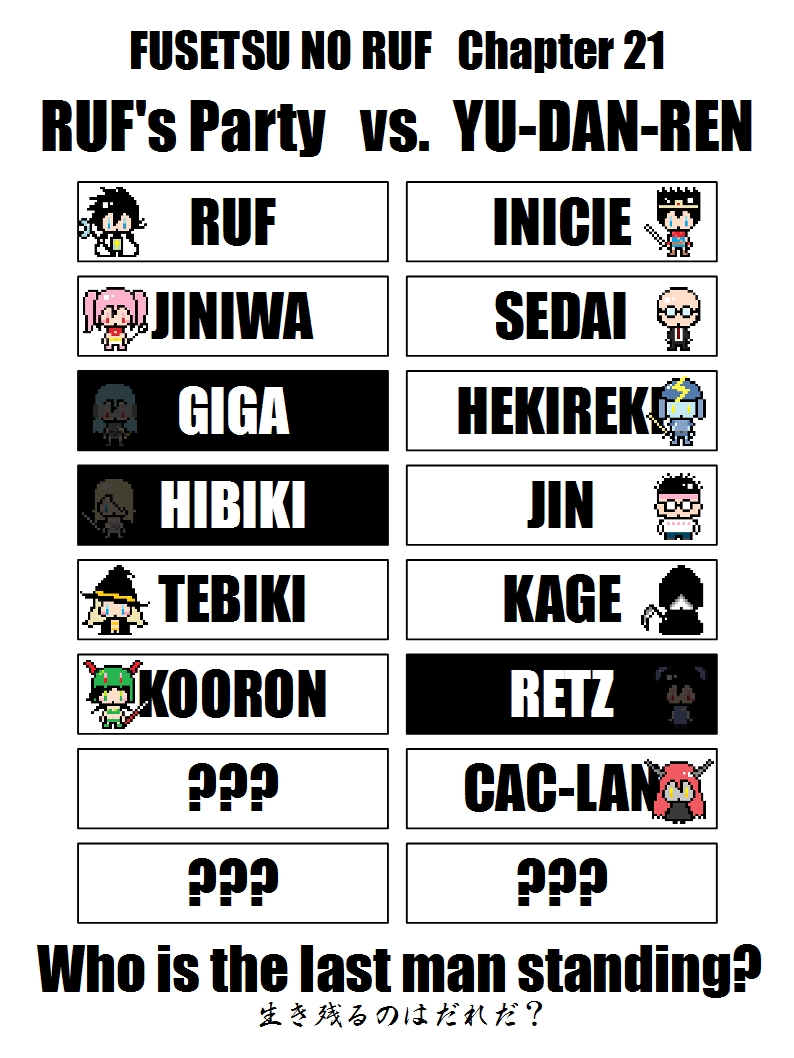 FUSETSU NO RUF Chapter 21
RUF's Party vs. YU-DAN-REN
RUF INICIE
JINIWA SEDAI
GIGA HEKIREKI
HIBIKI JIN
TEBIKI KAGE
KOORON RETZ
??? CAC-LAN
??? ???
Who is the last man standing?
生き残るのはだれだ？